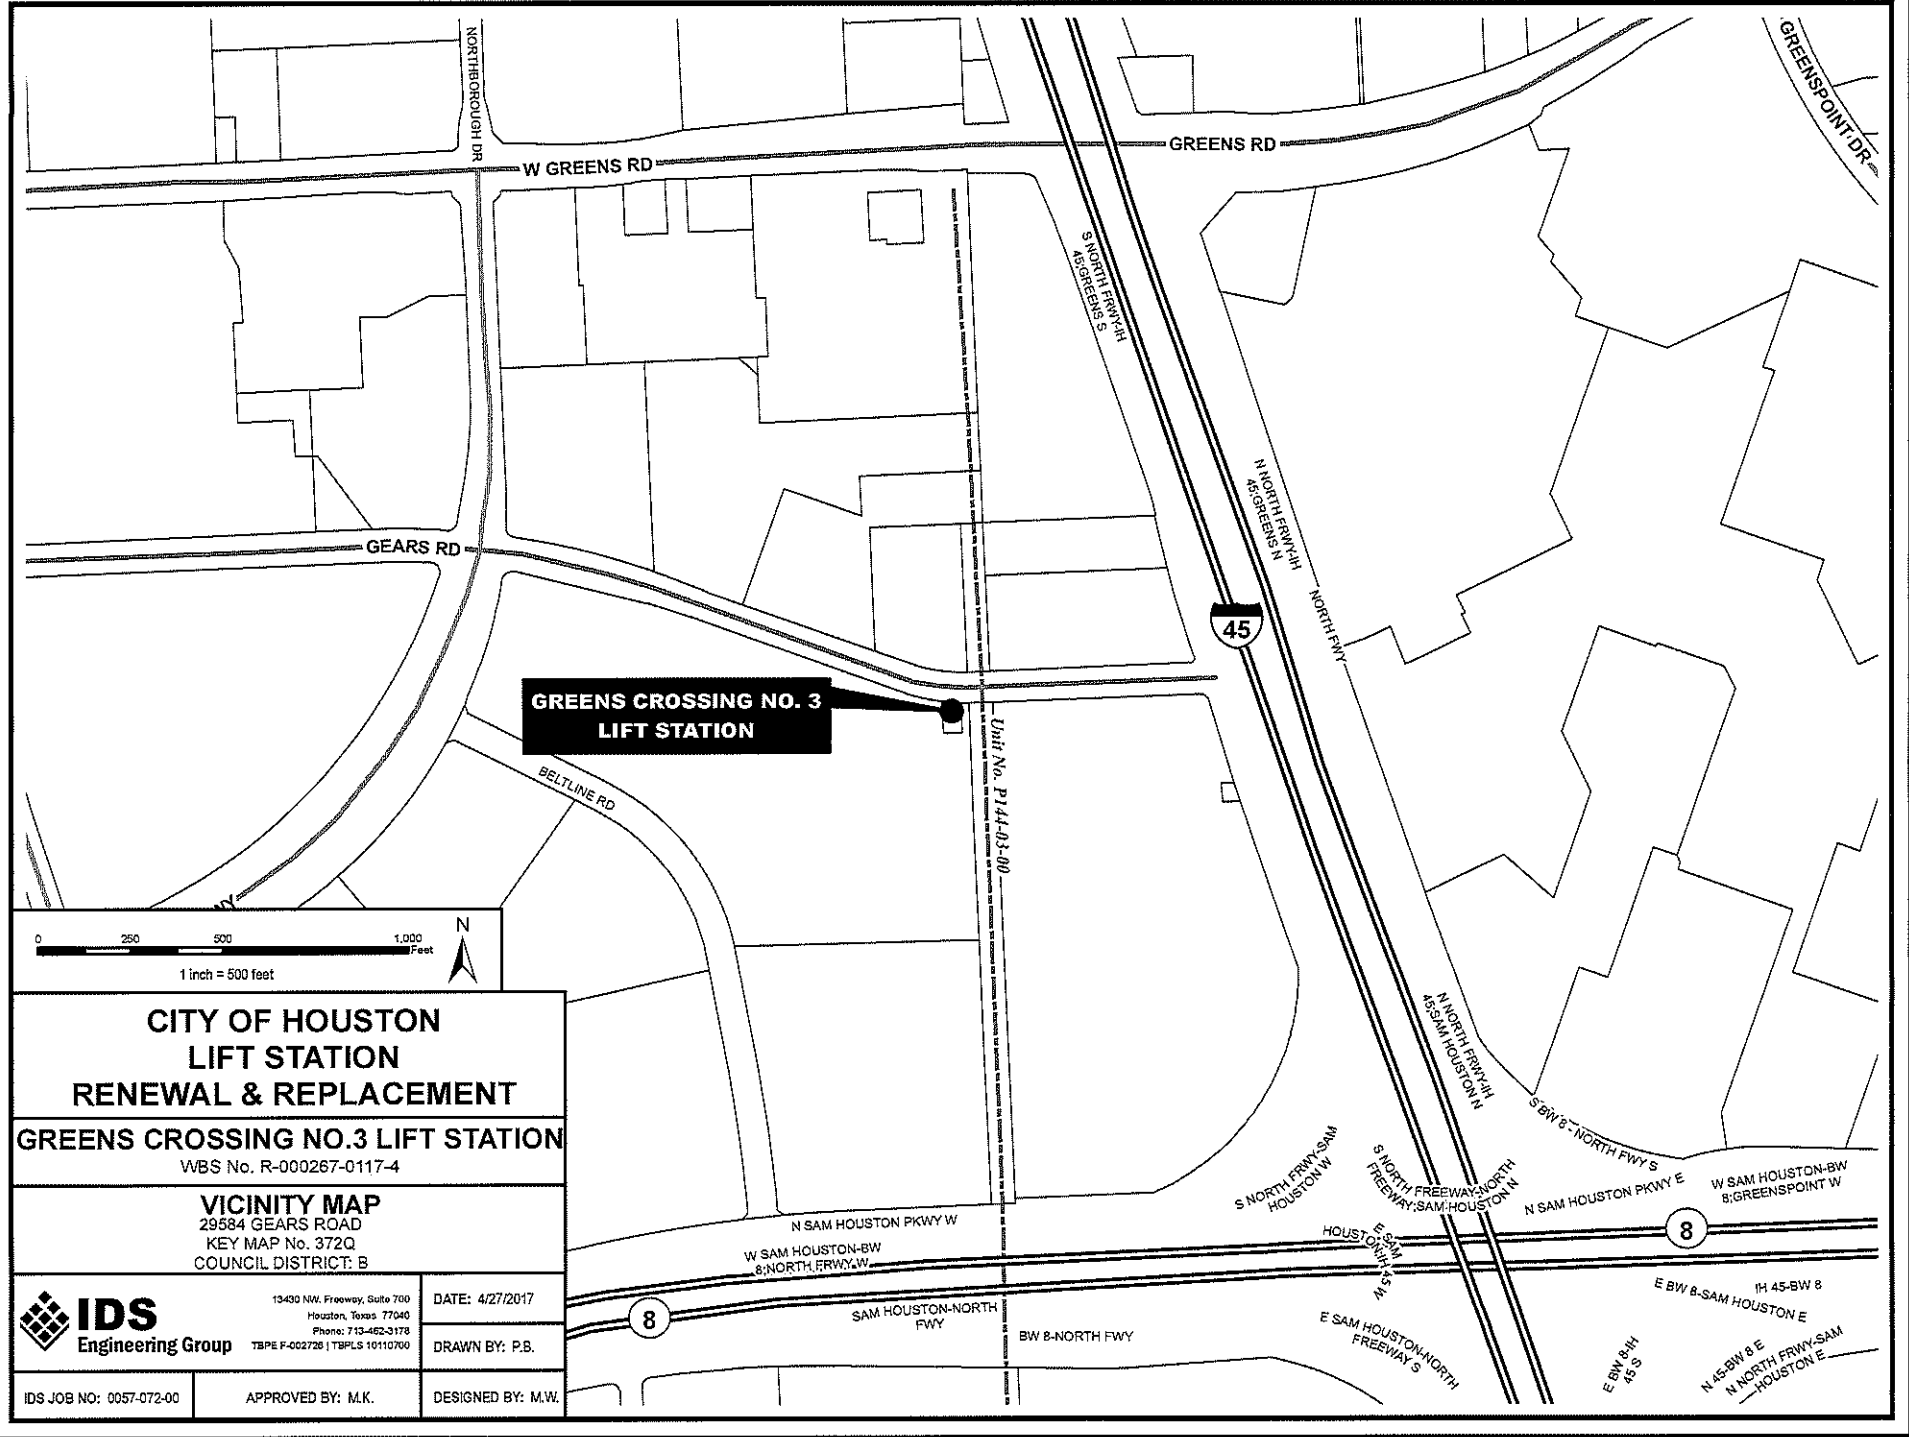 NORTHBOROUGH DR
GREENSPOINT DR
W GREENS RD
GREENS RD
S NORTH FRWY-IH
45;GREENS S
N NORTH FRWY-IH
45;GREENS N
GEARS RD
NORTH FWY
45
GREENS CROSSING NO. 3
LIFT STATION
Unit No. P144-03-00
BELTLINE RD
WY
0 250 500 1,000
Feet
1 inch = 500 feet
N
CITY OF HOUSTON
LIFT STATION
RENEWAL & REPLACEMENT
GREENS CROSSING NO.3 LIFT STATION
WBS No. R-000267-0117-4
VICINITY MAP
29584 GEARS ROAD
KEY MAP No. 372Q
COUNCIL DISTRICT: B
IDS
Engineering Group
13430 NW. Freeway, Suite 700
Houston, Texas 77040
Phone: 713-462-3178
TBPE F-002726 | TBPLS 10110700
DATE: 4/27/2017
DRAWN BY: P.B.
IDS JOB NO: 0057-072-00
APPROVED BY: M.K.
DESIGNED BY: M.W.
N NORTH FRWY-IH
45;SAM HOUSTON N
S BW 8 - NORTH FWY S
S NORTH FRWY-SAM
HOUSTON W
S NORTH FREEWAY-NORTH
FREEWAY;SAM HOUSTON N
N SAM HOUSTON PKWY E
W SAM HOUSTON-BW
8;GREENSPOINT W
N SAM HOUSTON PKWY W
W SAM HOUSTON-BW
8;NORTH FRWY W
E SAM
HOUSTON-IH 45 W
8
8
SAM HOUSTON-NORTH
FWY
BW 8-NORTH FWY
E SAM HOUSTON-NORTH
FREEWAY S
E BW 8-SAM HOUSTON E
IH 45-BW 8
E BW 8-IH
45 S
N 45-BW 8 E
N NORTH FRWY-SAM
HOUSTON E